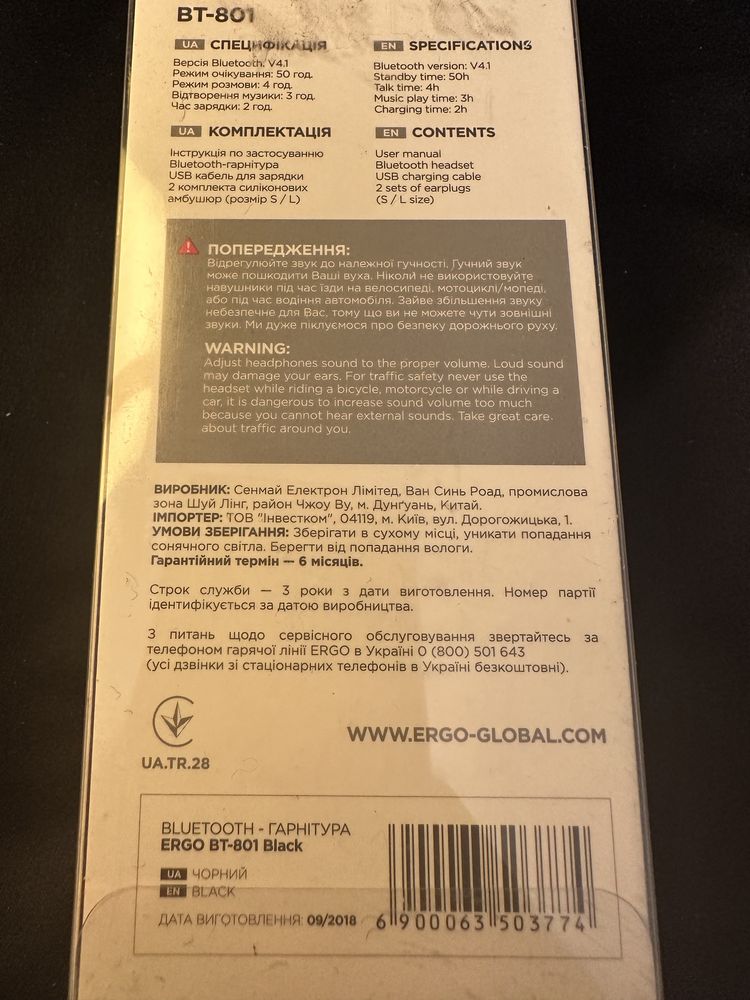 BT-801
UA СПЕЦИФІКАЦІЯ
Версія Bluetooth: V4.1
Режим очікування: 50 год.
Режим розмови: 4 год.
Відтворення музики: 3 год.
Час зарядки: 2 год.
EN SPECIFICATIONS
Bluetooth version: V4.1
Standby time: 50h
Talk time: 4h
Music play time: 3h
Charging time: 2h
UA КОМПЛЕКТАЦІЯ
Інструкція по застосуванню
Bluetooth-гарнітура
USB кабель для зарядки
2 комплекта силіконових
амбушюр (розмір S / L)
EN CONTENTS
User manual
Bluetooth headset
USB charging cable
2 sets of earplugs
(S / L size)
ПОПЕРЕДЖЕННЯ:
Відрегулюйте звук до належної гучності. Гучний звук
може пошкодити Ваші вуха. Ніколи не використовуйте
навушники під час їзди на велосипеді, мотоциклі/мопеді,
або під час водіння автомобіля. Зайве збільшення звуку
небезпечне для Вас, тому що ви не можете чути зовнішні
звуки. Ми дуже піклуємося про безпеку дорожнього руху.
WARNING:
Adjust headphones sound to the proper volume. Loud sound
may damage your ears. For traffic safety never use the
headset while riding a bicycle, motorcycle or while driving a
car, it is dangerous to increase sound volume too much
because you cannot hear external sounds. Take great care
about traffic around you.
ВИРОБНИК: Сенмай Електрон Лімітед, Ван Синь Роад, промислова
зона Шуй Лінг, район Чжоу Ву, м. Дунґуань, Китай.
ІМПОРТЕР: ТОВ "Інвестком", 04119, м. Київ, вул. Дорогожицька, 1.
УМОВИ ЗБЕРІГАННЯ: Зберігати в сухому місці, уникати попадання
сонячного світла. Берегти від попадання вологи.
Гарантійний термін — 6 місяців.
Строк служби — 3 роки з дати виготовлення. Номер партії
ідентифікується за датою виробництва.
З питань щодо сервісного обслуговування звертайтесь за
телефоном гарячої лінії ERGO в Україні 0 (800) 501 643
(усі дзвінки зі стаціонарних телефонів в Україні безкоштовні).
UA.TR.28
WWW.ERGO-GLOBAL.COM
BLUETOOTH - ГАРНІТУРА
ERGO BT-801 Black
UA ЧОРНИЙ
EN BLACK
ДАТА ВИГОТОВЛЕННЯ: 09/2018
6 900063 503774